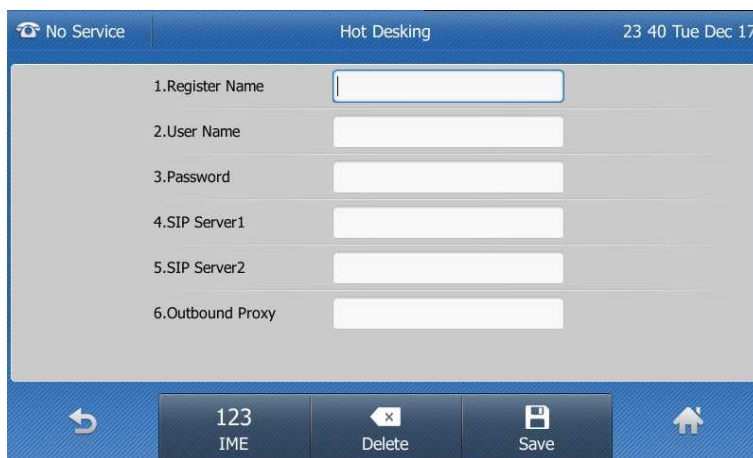 No Service Hot Desking 23 40 Tue Dec 17
1.Register Name
2.User Name
3.Password
4.SIP Server1
5.SIP Server2
6.Outbound Proxy
123
IME Delete Save